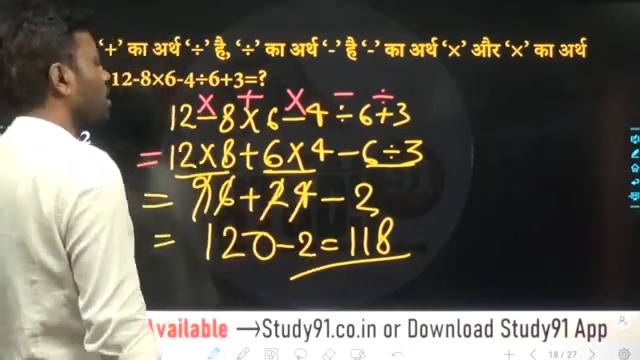 '+' का अर्थ '÷' है, '÷' का अर्थ '-' है '-' का अर्थ '×' और '×' का अर्थ
12-8×6-4÷6+3=?
× + × - ÷
12-8×6-4÷6+3
=12×8+6×4-6÷3
2
= 96+24-2
= 120-2=118
Available →Study91.co.in or Download Study91 App
18 / 27